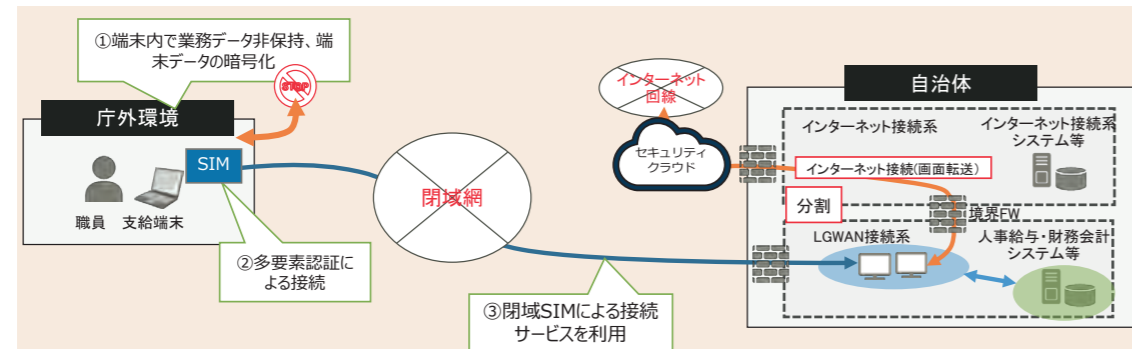 ①端末内で業務データ非保持、端
末データの暗号化
STOP
庁外環境
SIM
職員
支給端末
②多要素認証に
よる接続
閉域網
③閉域SIMによる接続
サービスを利用
インターネット
回線
セキュリティ
クラウド
自治体
インターネット接続系
インターネット接続系
システム等
インターネット接続(画面転送)
分割
境界FW
LGWAN接続系
人事給与・財務会計
システム等